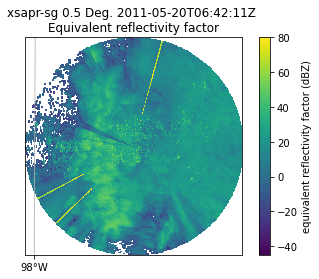 xsapr-sg 0.5 Deg. 2011-05-20T06:42:11Z
Equivalent reflectivity factor
80
60
40
20
0
−20
−40
equivalent reflectivity factor (dBZ)
98°W